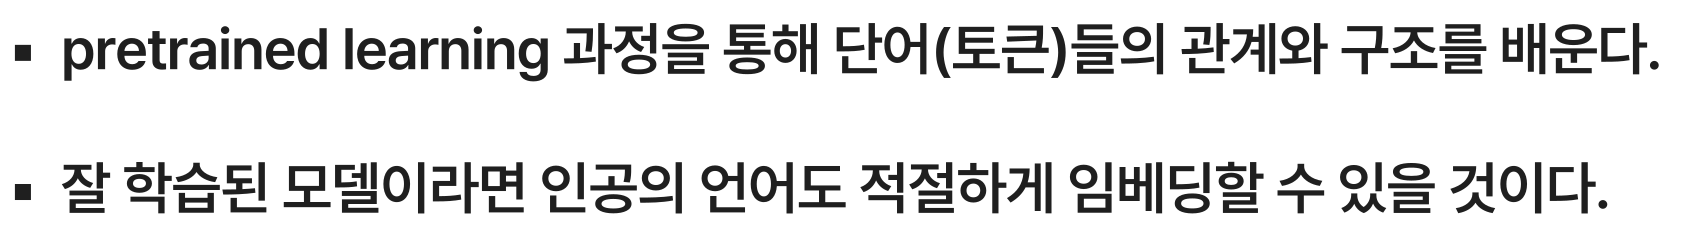 ▪ pretrained learning 과정을 통해 단어(토큰)들의 관계와 구조를 배운다.
▪ 잘 학습된 모델이라면 인공의 언어도 적절하게 임베딩할 수 있을 것이다.